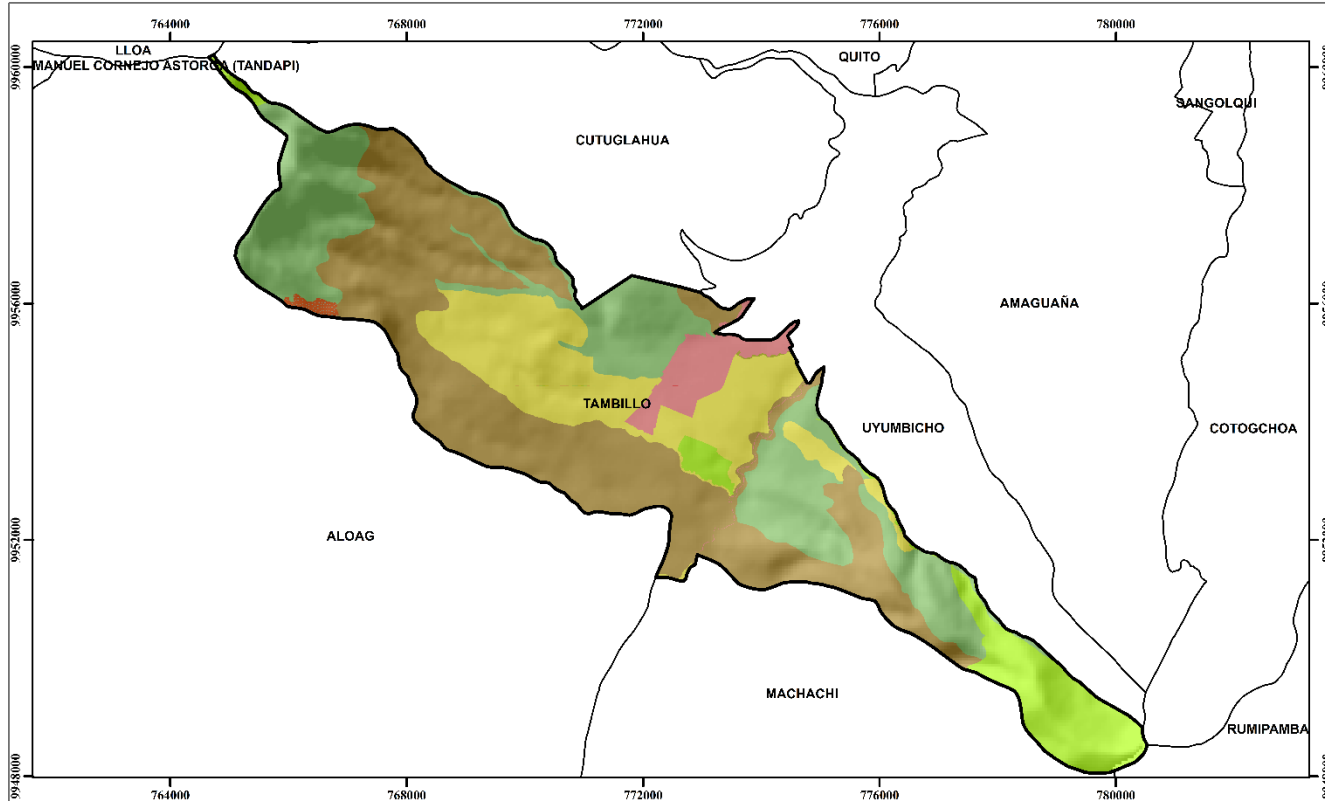 764000
768000
772000
776000
780000
LLOA
MANUEL CORNEJO ASTORGA (TANDAPI)
QUITO
SANGOLQUI
CUTUGLAHUA
AMAGUAÑA
TAMBILLO
UYUMBICHO
COTOGCHOA
ALOAG
MACHACHI
RUMIPAMBA
9960000
9956000
9952000
9948000
764000
768000
772000
776000
780000